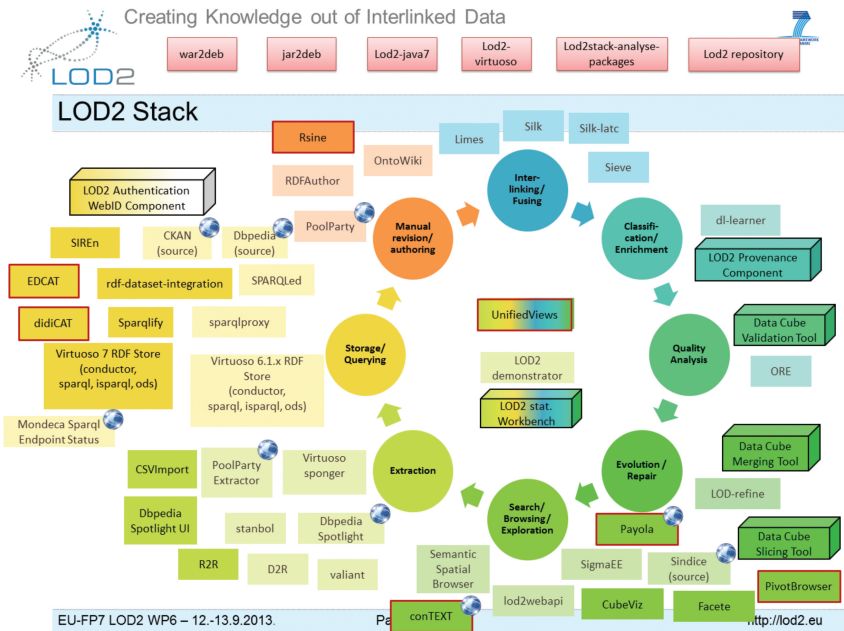 Creating Knowledge out of Interlinked Data
LOD2
war2deb
jar2deb
Lod2-java7
Lod2-
virtuoso
Lod2stack-analyse-
packages
Lod2 repository
LOD2 Stack
Rsine
Limes
Silk
Silk-latc
Sieve
OntoWiki
RDFAuthor
PoolParty
LOD2 Authentication
WebID Component
Manual
revision/
authoring
Inter-
linking/
Fusing
Classifi-
cation/
Enrichment
dl-learner
LOD2 Provenance
Component
SIREn
CKAN
(source)
Dbpedia
(source)
EDCAT
rdf-dataset-integration
SPARQLed
didiCAT
Sparqlify
sparqlproxy
Virtuoso 7 RDF Store
(conductor,
sparql, isparql, ods)
Virtuoso 6.1.x RDF
Store
(conductor,
sparql, isparql, ods)
Storage/
Querying
UnifiedViews
LOD2
demonstrator
LOD2 stat.
Workbench
Quality
Analysis
Data Cube
Validation Tool
ORE
Mondeca Sparql
Endpoint Status
CSVImport
PoolParty
Extractor
Virtuoso
sponger
Extraction
Evolution /
Repair
Data Cube
Merging Tool
LOD-refine
Dbpedia
Spotlight UI
stanbol
Dbpedia
Spotlight
Search/
Browsing/
Exploration
Payola
Data Cube
Slicing Tool
R2R
D2R
valiant
Semantic
Spatial
Browser
SigmaEE
Sindice
(source)
PivotBrowser
lod2webapi
CubeViz
Facete
conTEXT
EU-FP7 LOD2 WP6 – 12.-13.9.2013.
Pa
http://lod2.eu